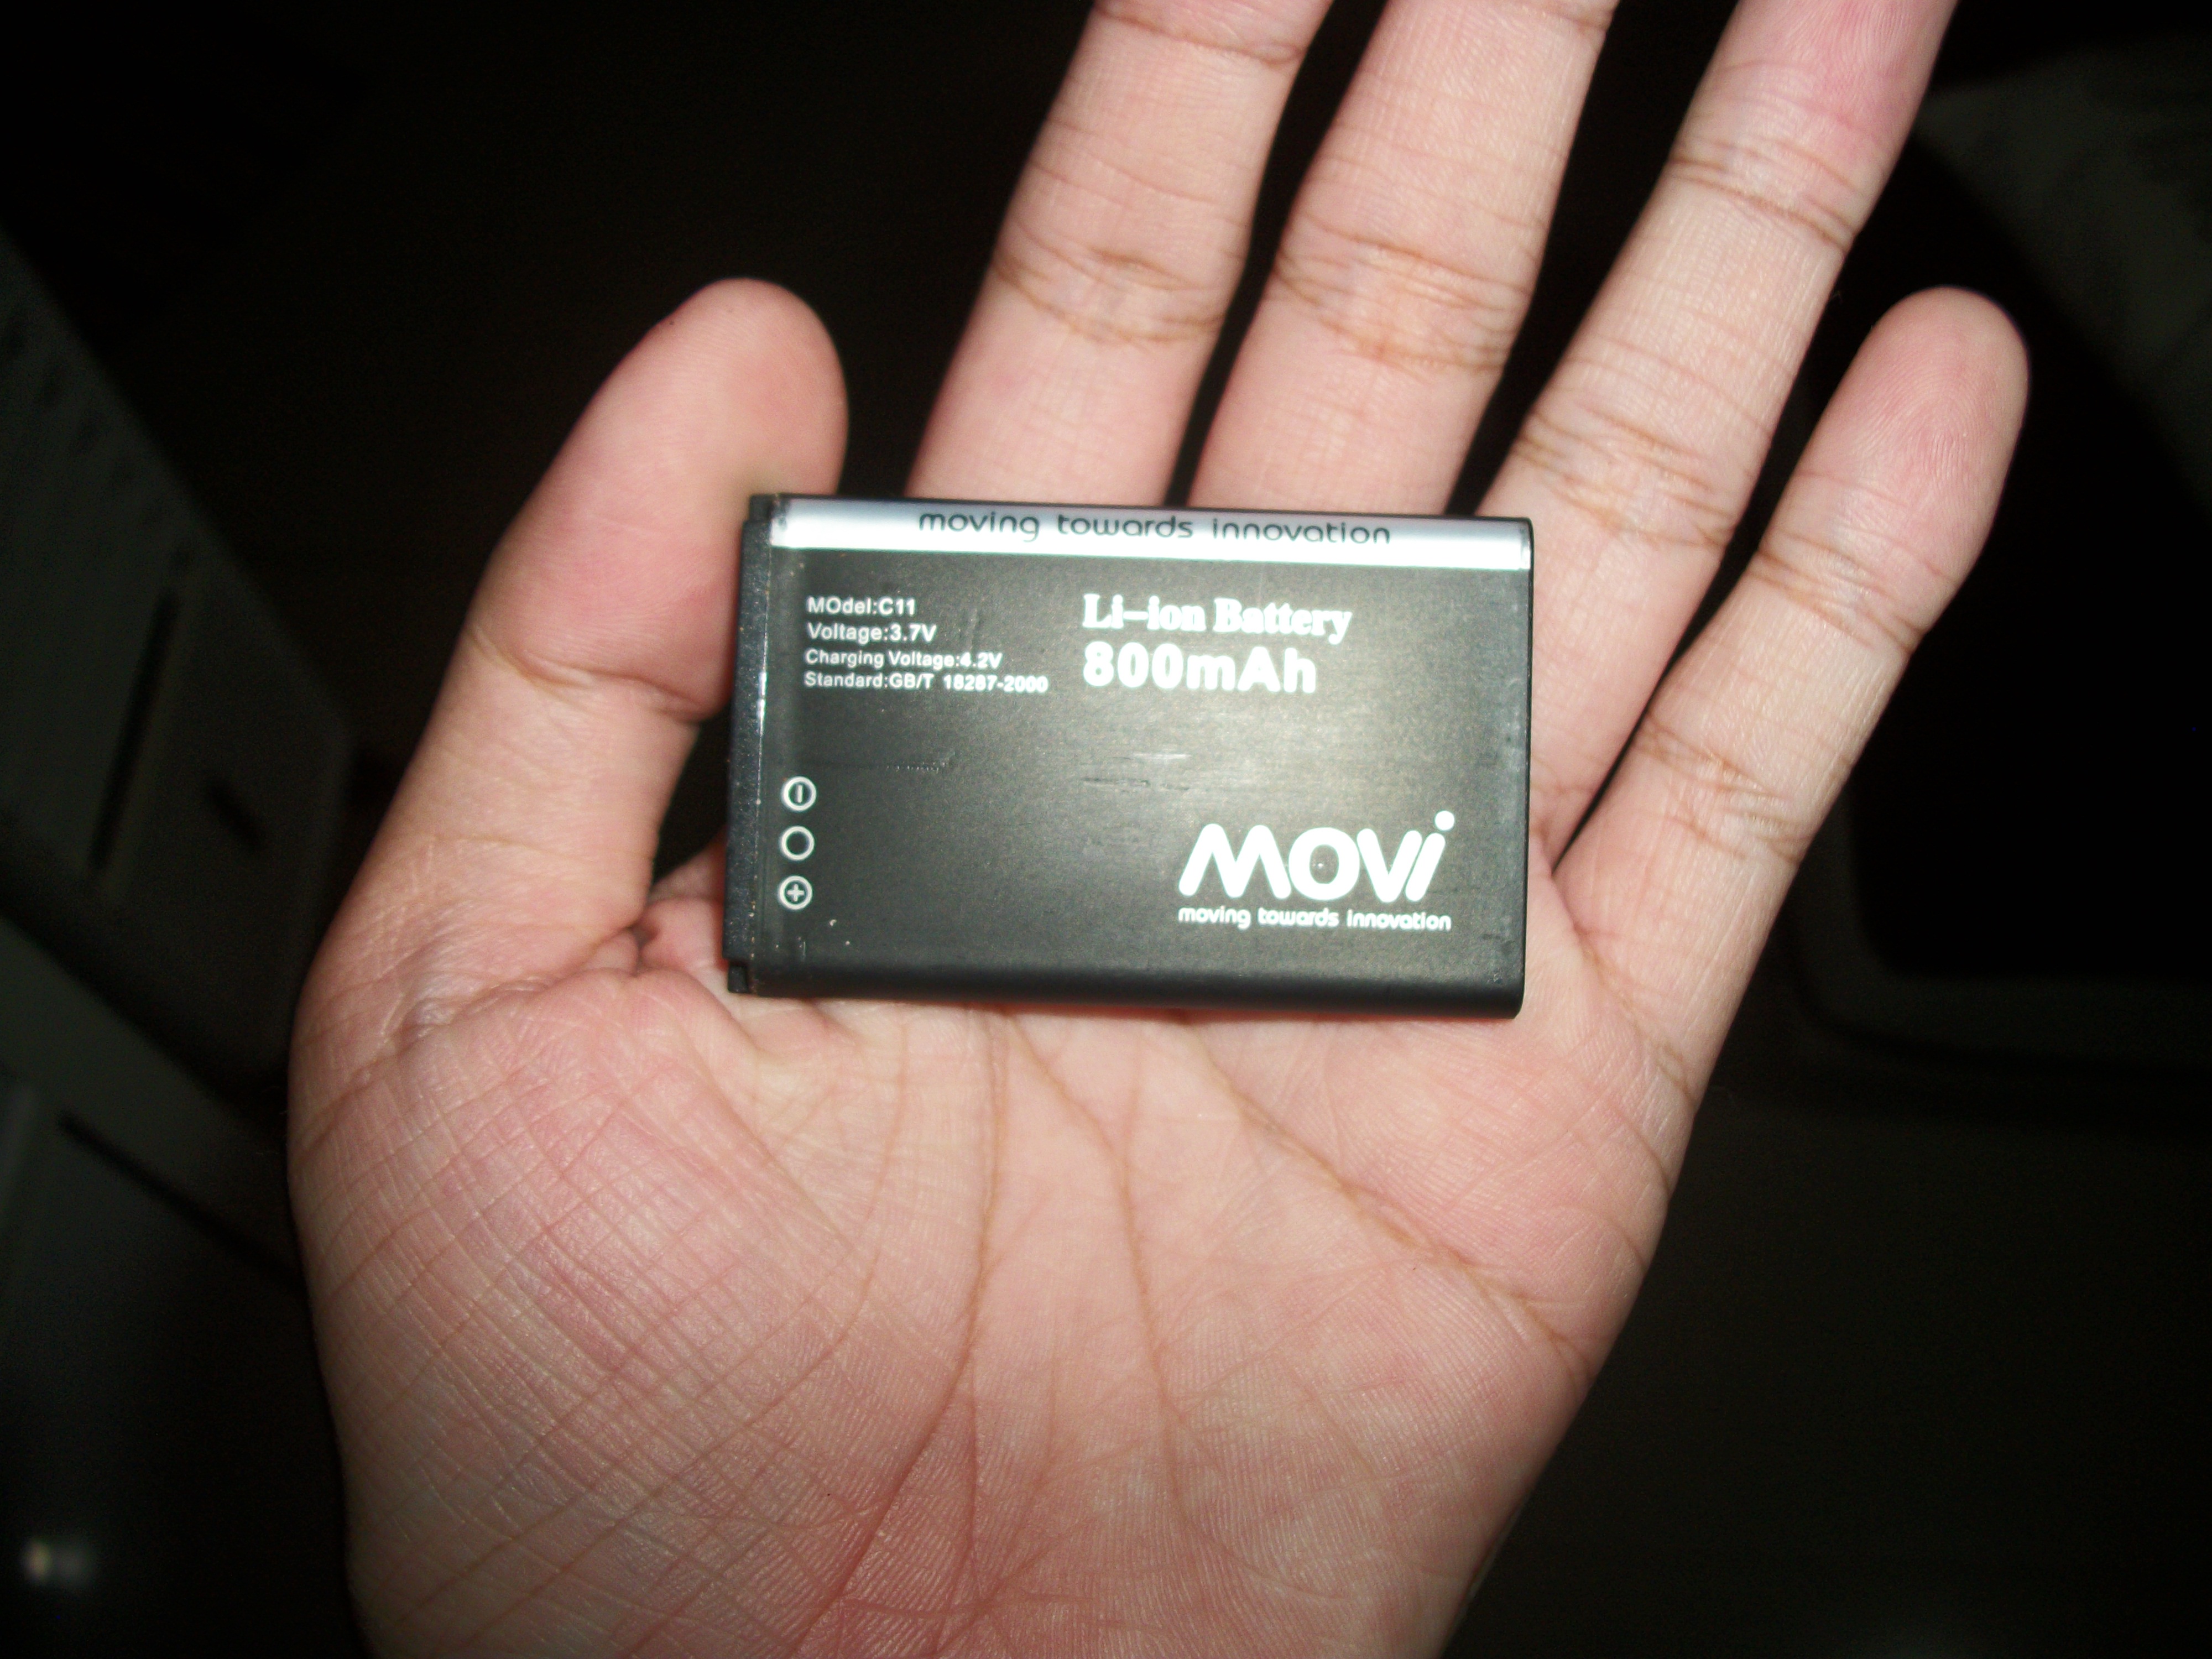 moving towards innovation
MOdel:C11
Voltage:3.7V
Charging Voltage:4.2V
Standard:GB/T 18287-2000
Li-ion Battery
800mAh
MOVi
moving towards innovation